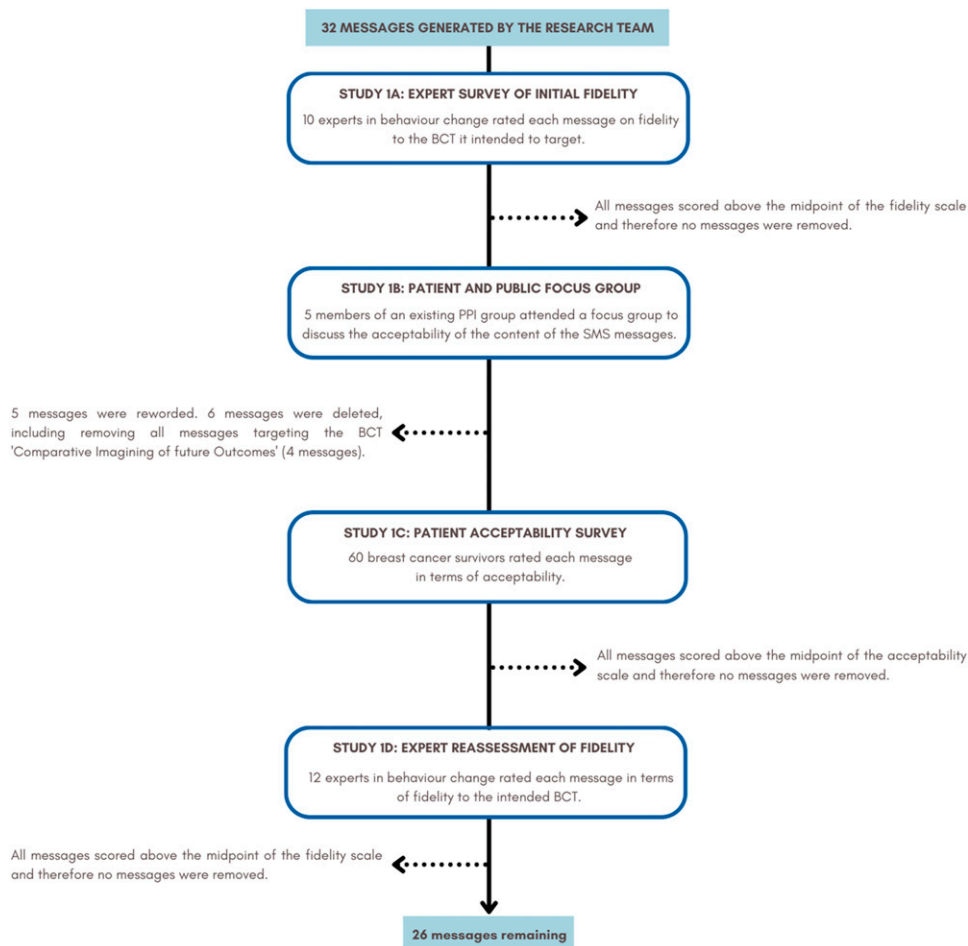 32 MESSAGES GENERATED BY THE RESEARCH TEAM
STUDY 1A: EXPERT SURVEY OF INITIAL FIDELITY
10 experts in behaviour change rated each message on fidelity
to the BCT it intended to target.
All messages scored above the midpoint of the fidelity scale
and therefore no messages were removed.
STUDY 1B: PATIENT AND PUBLIC FOCUS GROUP
5 members of an existing PPI group attended a focus group to
discuss the acceptability of the content of the SMS messages.
5 messages were reworded. 6 messages were deleted,
including removing all messages targeting the BCT
'Comparative Imagining of future Outcomes' (4 messages).
STUDY 1C: PATIENT ACCEPTABILITY SURVEY
60 breast cancer survivors rated each message
in terms of acceptability.
All messages scored above the midpoint of the acceptability
scale and therefore no messages were removed.
STUDY 1D: EXPERT REASSESSMENT OF FIDELITY
12 experts in behaviour change rated each message in terms
of fidelity to the intended BCT.
All messages scored above the midpoint of the fidelity scale
and therefore no messages were removed.
26 messages remaining